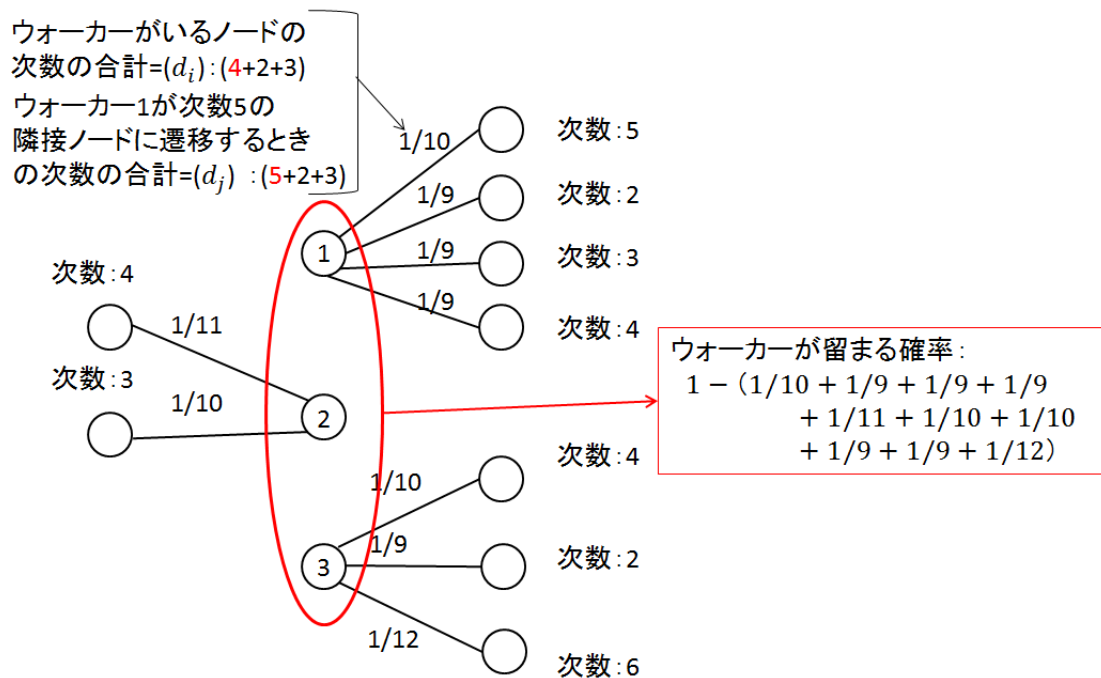 ウォーカーがいるノードの
次数の合計=(d_i):(4+2+3)
ウォーカー1が次数5の
隣接ノードに遷移するとき
の次数の合計=(d_j) :(5+2+3)
1/10
次数:5
1/9
次数:2
1
1/9
次数:3
1/9
次数:4
次数:4
1/11
次数:3
1/10
2
ウォーカーが留まる確率:
1 − (1/10 + 1/9 + 1/9 + 1/9
+ 1/11 + 1/10 + 1/10
+ 1/9 + 1/9 + 1/12)
次数:4
1/10
3
1/9
次数:2
1/12
次数:6